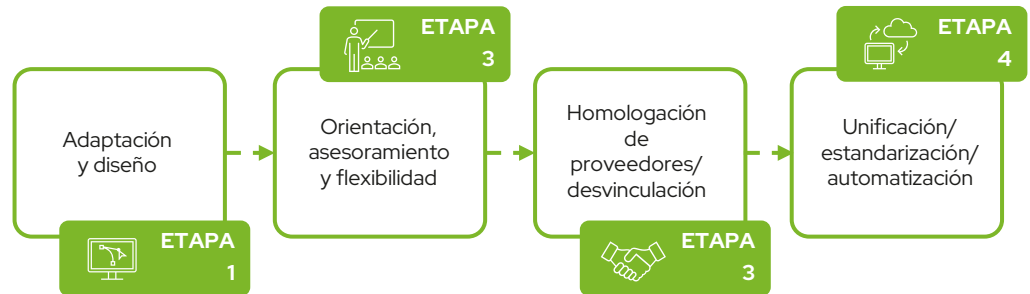 Adaptación
y diseño
ETAPA
1
ETAPA
3
Orientación,
asesoramiento
y flexibilidad
Homologación
de
proveedores/
desvinculación
ETAPA
3
ETAPA
4
Unificación/
estandarización/
automatización